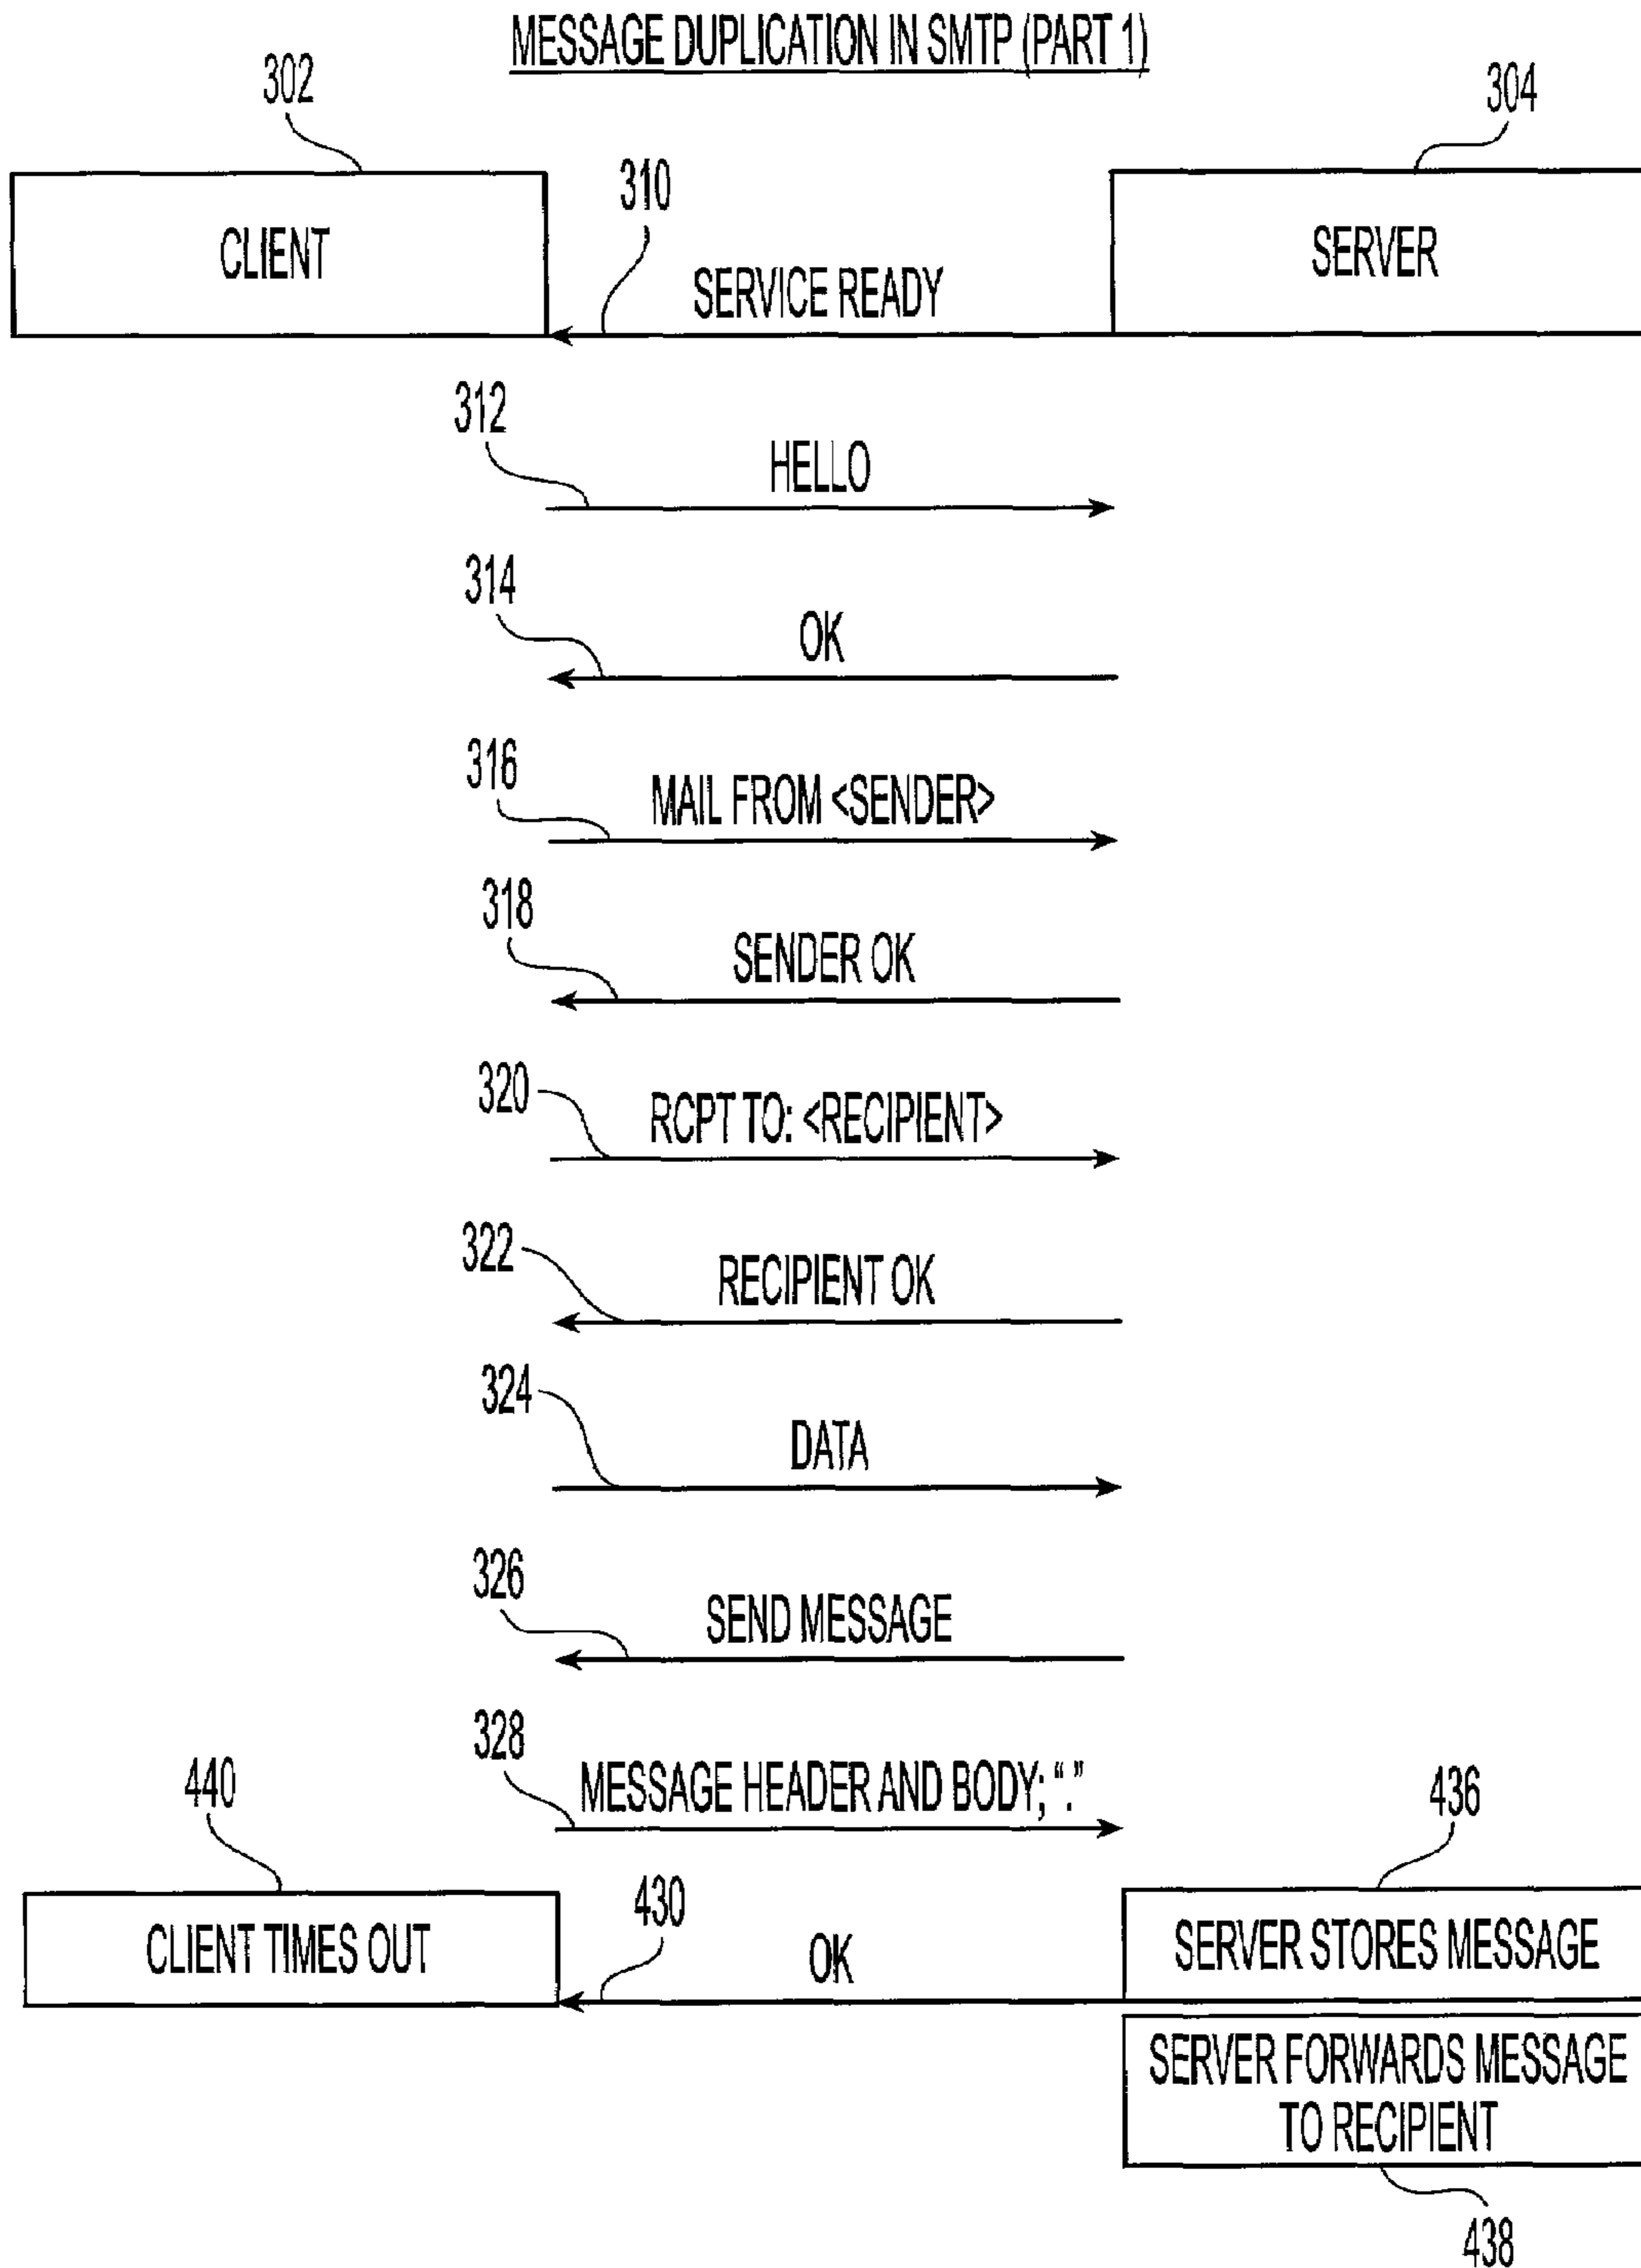 MESSAGE DUPLICATION IN SMTP (PART 1)
302
304
310
CLIENT
SERVER
SERVICE READY
312
HELLO
314
OK
316
MAIL FROM <SENDER>
318
SENDER OK
320
RCPT TO: <RECIPIENT>
322
RECIPIENT OK
324
DATA
326
SEND MESSAGE
328
MESSAGE HEADER AND BODY; “.”
440
436
430
CLIENT TIMES OUT
OK
SERVER STORES MESSAGE
SERVER FORWARDS MESSAGE
TO RECIPIENT
438